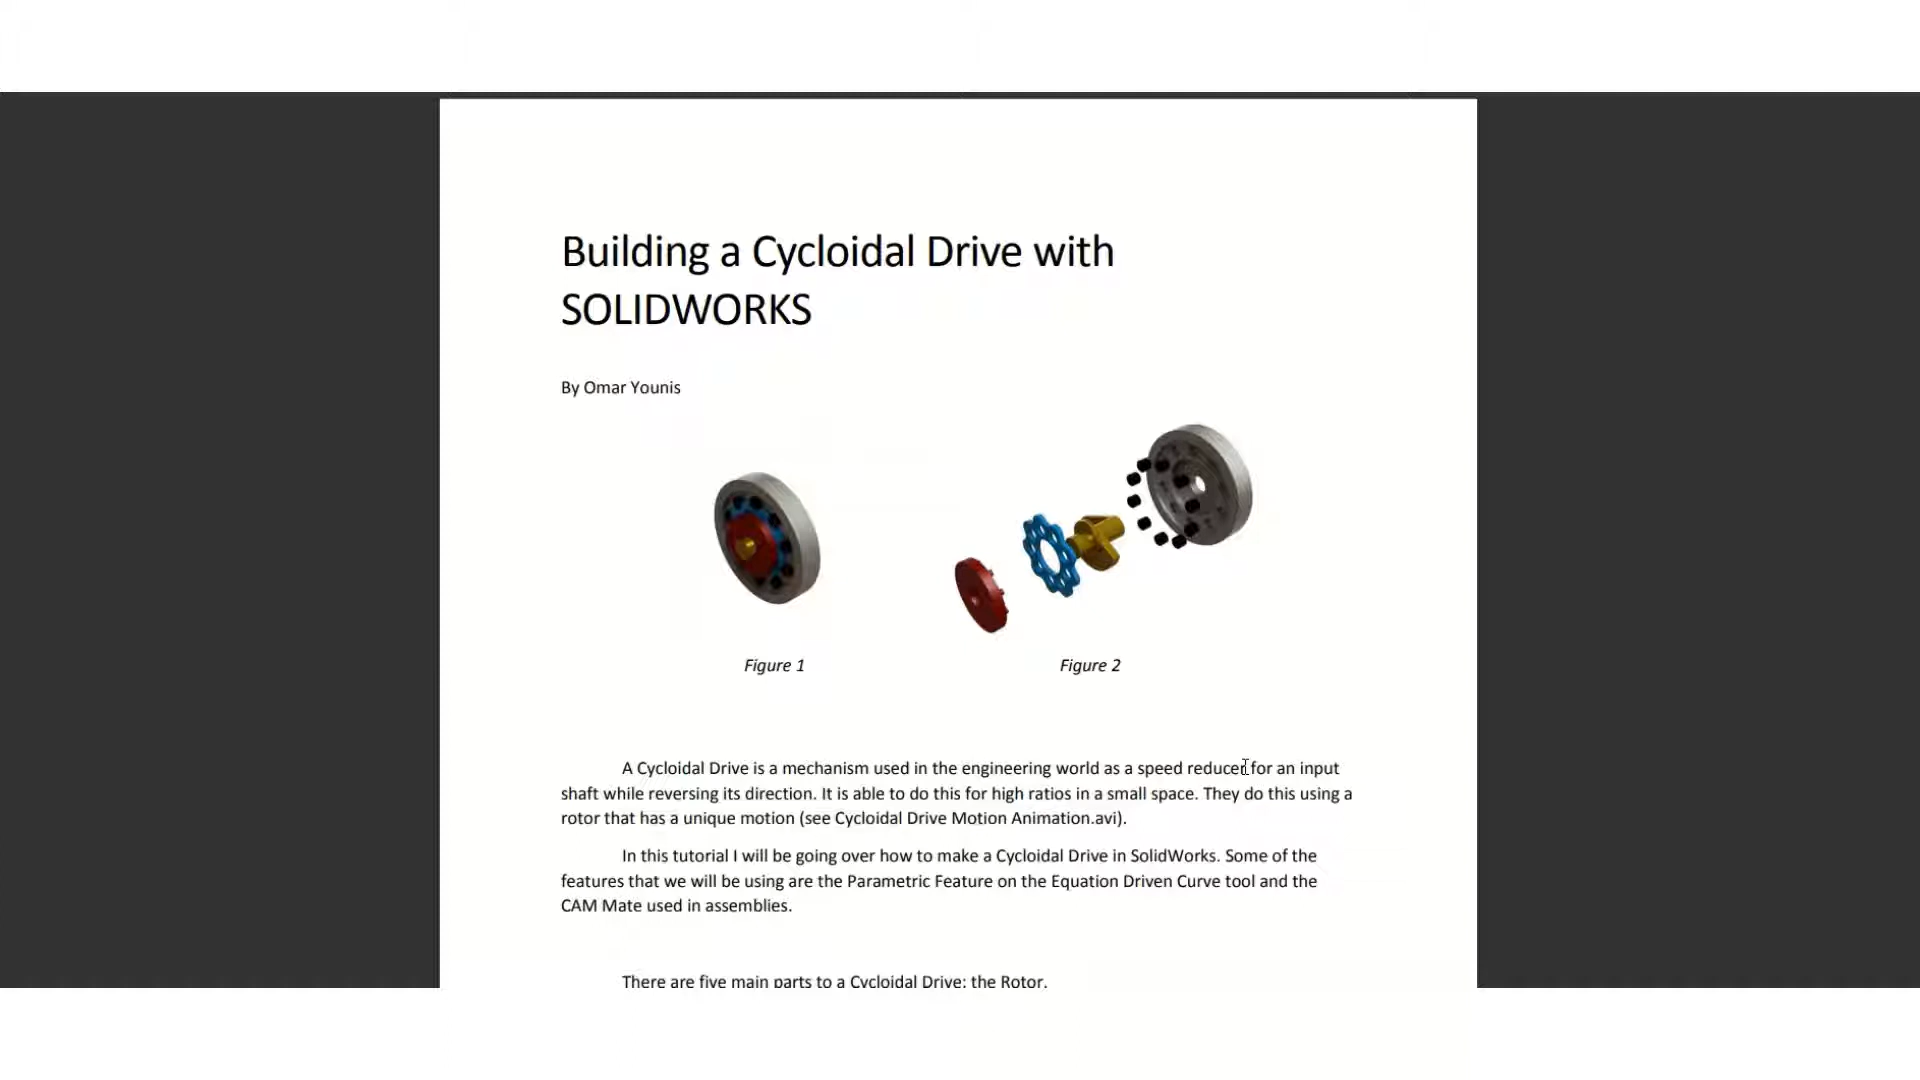 Building a Cycloidal Drive with
SOLIDWORKS
By Omar Younis
Figure 1
Figure 2
A Cycloidal Drive is a mechanism used in the engineering world as a speed reducer for an input
shaft while reversing its direction. It is able to do this for high ratios in a small space. They do this using a
rotor that has a unique motion (see Cycloidal Drive Motion Animation.avi).
In this tutorial I will be going over how to make a Cycloidal Drive in SolidWorks. Some of the
features that we will be using are the Parametric Feature on the Equation Driven Curve tool and the
CAM Mate used in assemblies.
There are five main parts to a Cycloidal Drive: the Rotor.